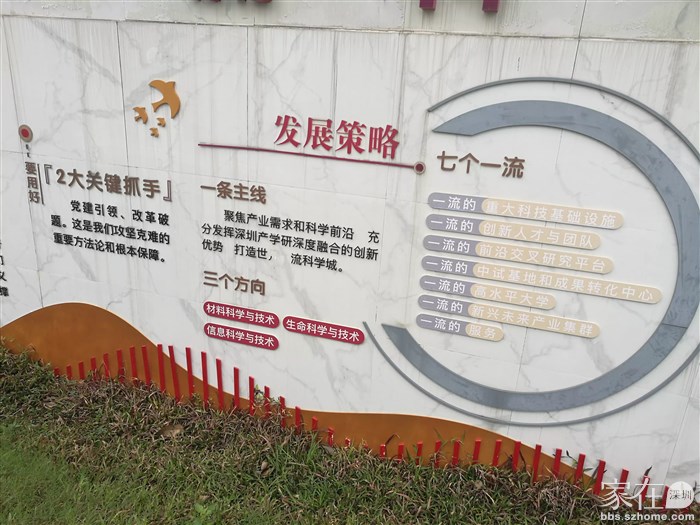 要用好
『2大关键抓手』
党建引领、改革破
题。这是我们攻坚克难的
重要方法论和根本保障。
发展策略
一条主线
聚焦产业需求和科学前沿 充
分发挥深圳产学研深度融合的创新
优势 打造世, 流科学城。
三个方向
材料科学与技术
生命科学与技术
信息科学与技术
七个一流
一流的 重大科技基础设施
一流的 创新人才与团队
一流的 前沿交叉研究平台
一流的 中试基地和成果转化中心
一流的 高水平大学
一流的 新兴未来产业集群
一流的 服务
家在深圳
bbs.szhome.com